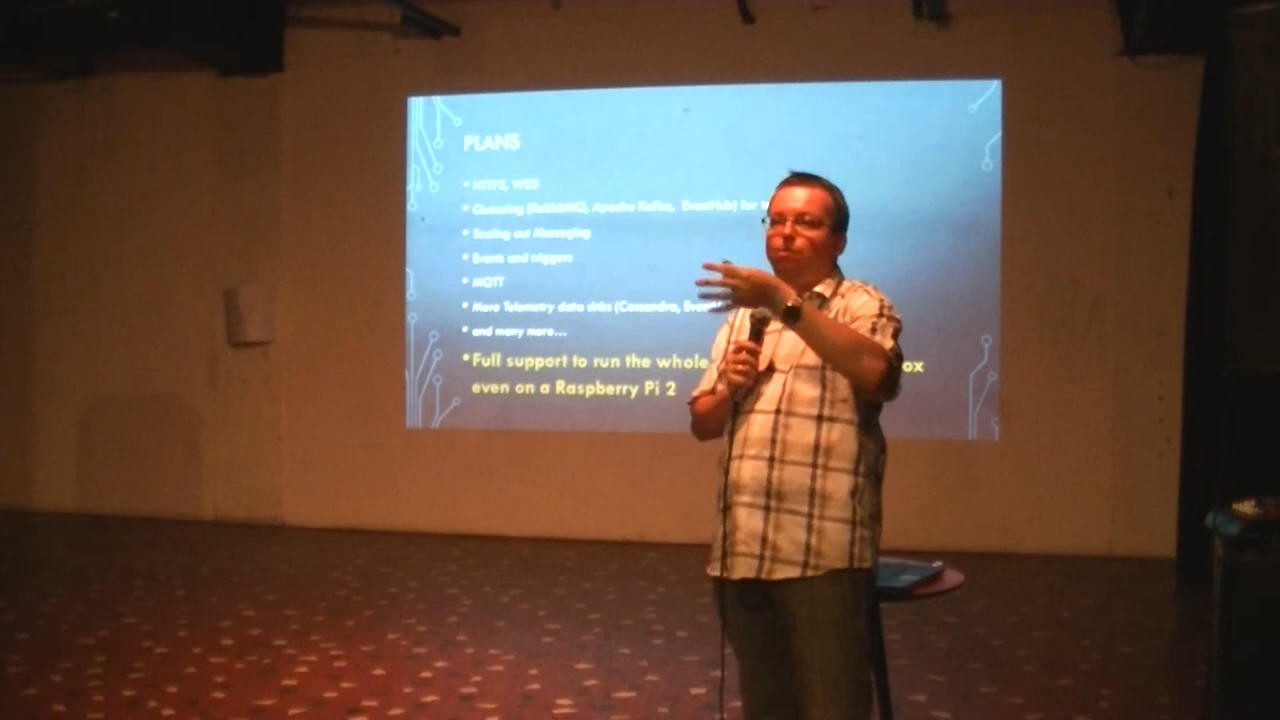 PLANS
* HTTPS, WSS
* Queueing (RabbitMQ, Apache Kafka, EventHub) for
* Scaling out Messaging
* Events and triggers
* MQTT
* More Telemetry data sinks (Cassandra,
* and many more...
*Full support to run the whole ox
even on a Raspberry Pi 2